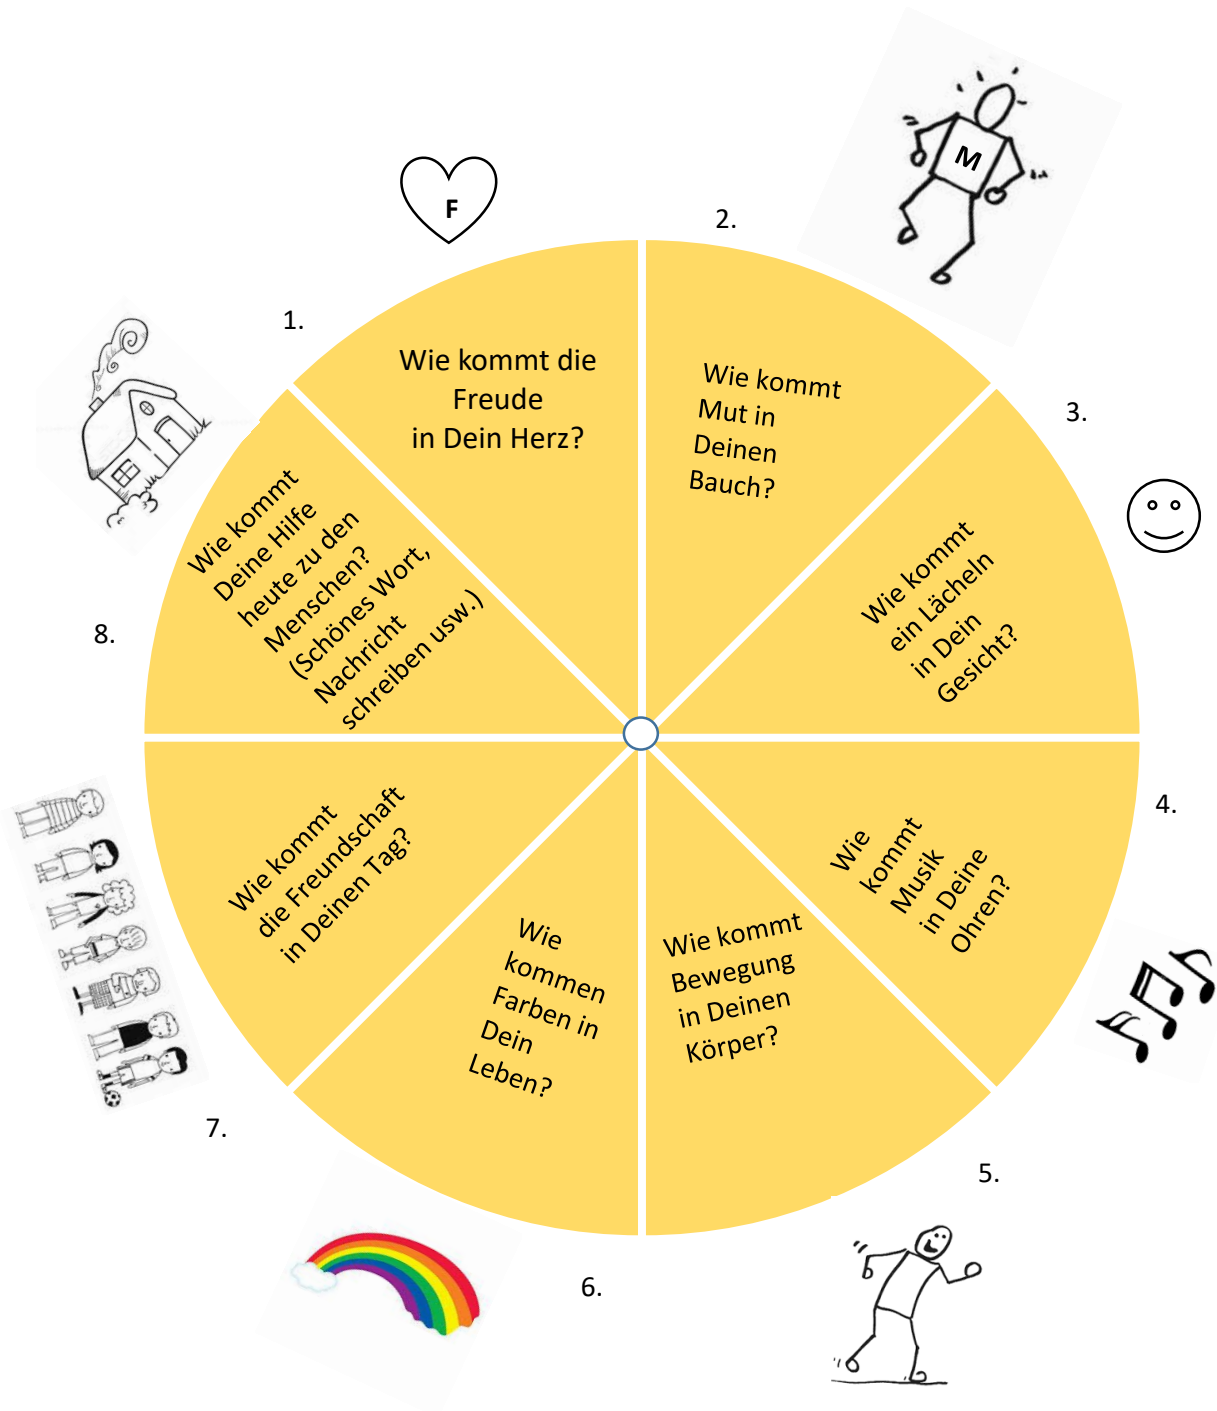 F
1.
Wie kommt die
Freude
in Dein Herz?
2.
M
Wie kommt
Mut in
Deinen
Bauch?
3.
Wie kommt
ein Lächeln
in Dein
Gesicht?
4.
Wie
kommt
Musik
in Deine
Ohren?
5.
Wie kommt
Bewegung
in Deinen
Körper?
6.
Wie
kommen
Farben in
Dein
Leben?
7.
Wie kommt
die Freundschaft
in Deinen Tag?
8.
Wie kommt
Deine Hilfe
heute zu den
Menschen?
(Schönes Wort,
Nachricht
schreiben usw.)